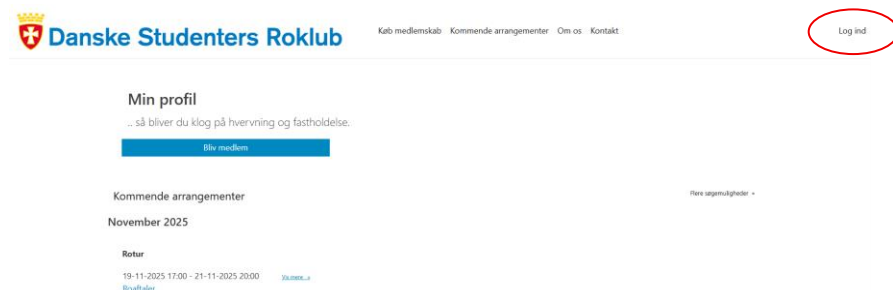 Danske Studenters Roklub
Køb medlemskab Kommende arrangementer Om os Kontakt
Log ind
Min profil
.. så bliver du klog på hvervning og fastholdelse.
Bliv medlem
Kommende arrangementer
Flere søgemuligheder
November 2025
Rotur
19-11-2025 17:00 - 21-11-2025 20:00 Vis mere
Roaftaler